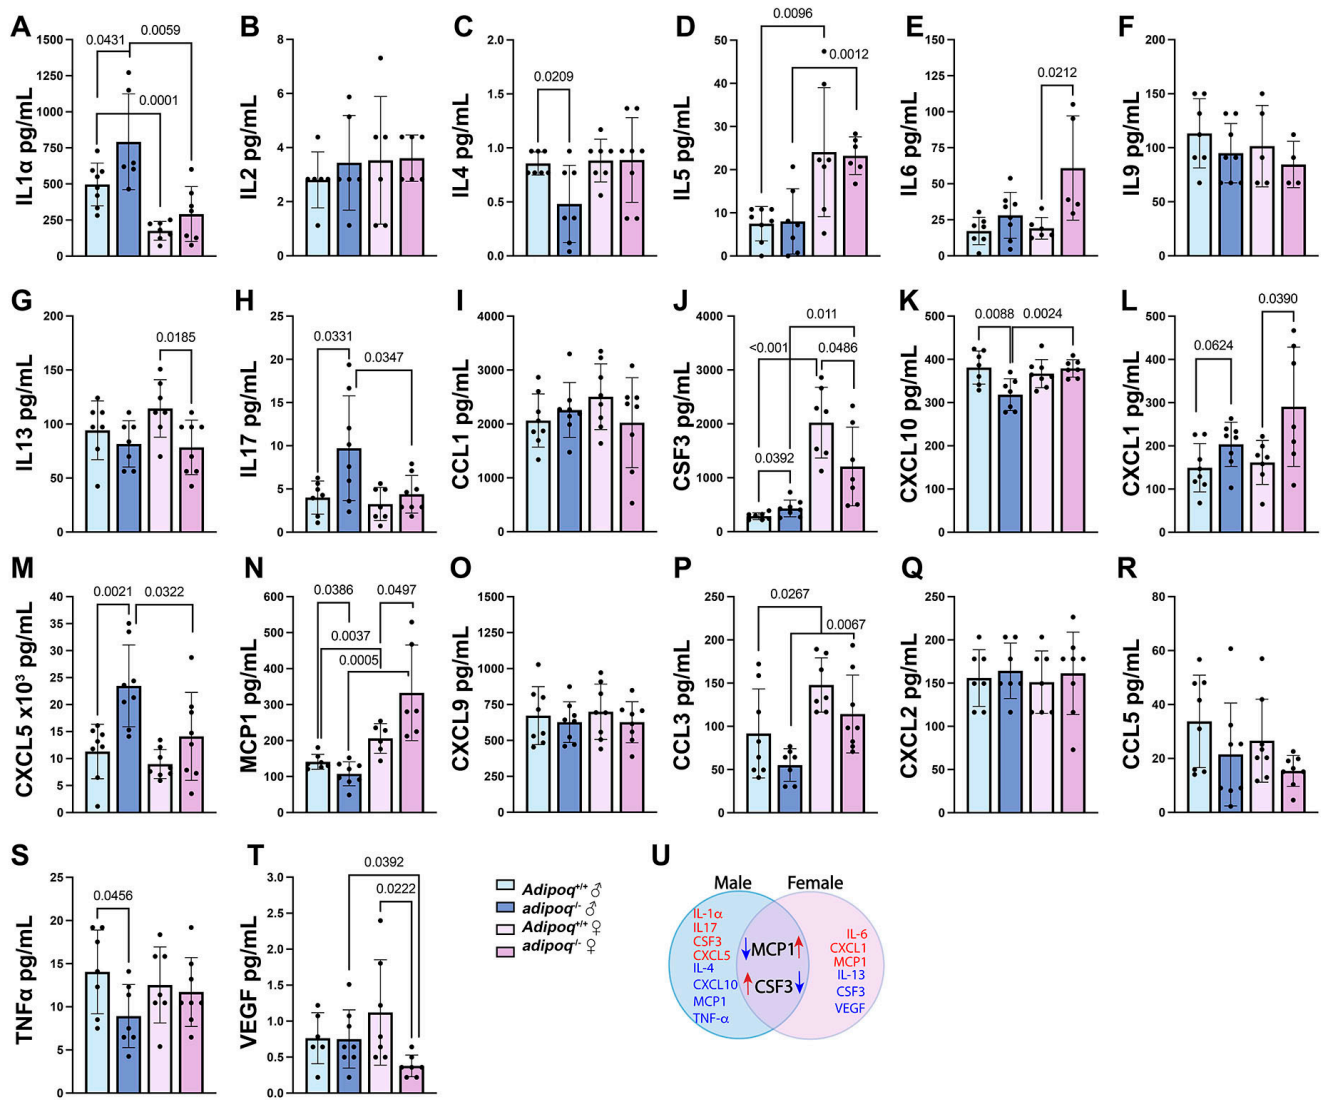 A
IL1α pg/mL
1500
1250
1000
750
500
250
0
0.0431
0.0059
0.0001
B
IL2 pg/mL
8
6
4
2
0
C
IL4 pg/mL
2.0
1.5
1.0
0.5
0.0
0.0209
D
IL5 pg/mL
50
40
30
20
10
0
0.0096
0.0012
E
IL6 pg/mL
150
125
100
75
50
25
0
0.0212
F
IL9 pg/mL
200
150
100
50
0
G
IL13 pg/mL
200
150
100
50
0
0.0185
H
IL17 pg/mL
25
20
15
10
5
0
0.0331
0.0347
I
CCL1 pg/mL
4000
3000
2000
1000
0
J
CSF3 pg/mL
4000
3000
2000
1000
0
0.011
<.001
0.0486
0.0392
K
CXCL10 pg/mL
500
400
300
200
100
0
0.0088
0.0024
L
CXCL1 pg/mL
500
400
300
200
100
0
0.0390
0.0624
M
CXCL5 x10³ pg/mL
40
35
30
25
20
15
10
5
0
0.0021
0.0322
N
MCP1 pg/mL
600
500
400
300
200
100
0
0.0386
0.0497
0.0037
0.0005
O
CXCL9 pg/mL
1500
1250
1000
750
500
250
0
P
CCL3 pg/mL
250
200
150
100
50
0
0.0267
0.0067
Q
CXCL2 pg/mL
250
200
150
100
50
0
R
CCL5 pg/mL
80
60
40
20
0
S
TNFα pg/mL
25
20
15
10
5
0
0.0456
T
VEGF pg/mL
3.0
2.5
2.0
1.5
1.0
0.5
0.0
0.0392
0.0222
Adipoq+/+ ♂
adipoq-/- ♂
Adipoq+/+ ♀
adipoq-/- ♀
U
Male
Female
IL-1α
IL17
CSF3
CXCL5
IL-4
CXCL10
MCP1
TNF-α
↓MCP1↑
↑CSF3↓
IL-6
CXCL1
MCP1
IL-13
CSF3
VEGF